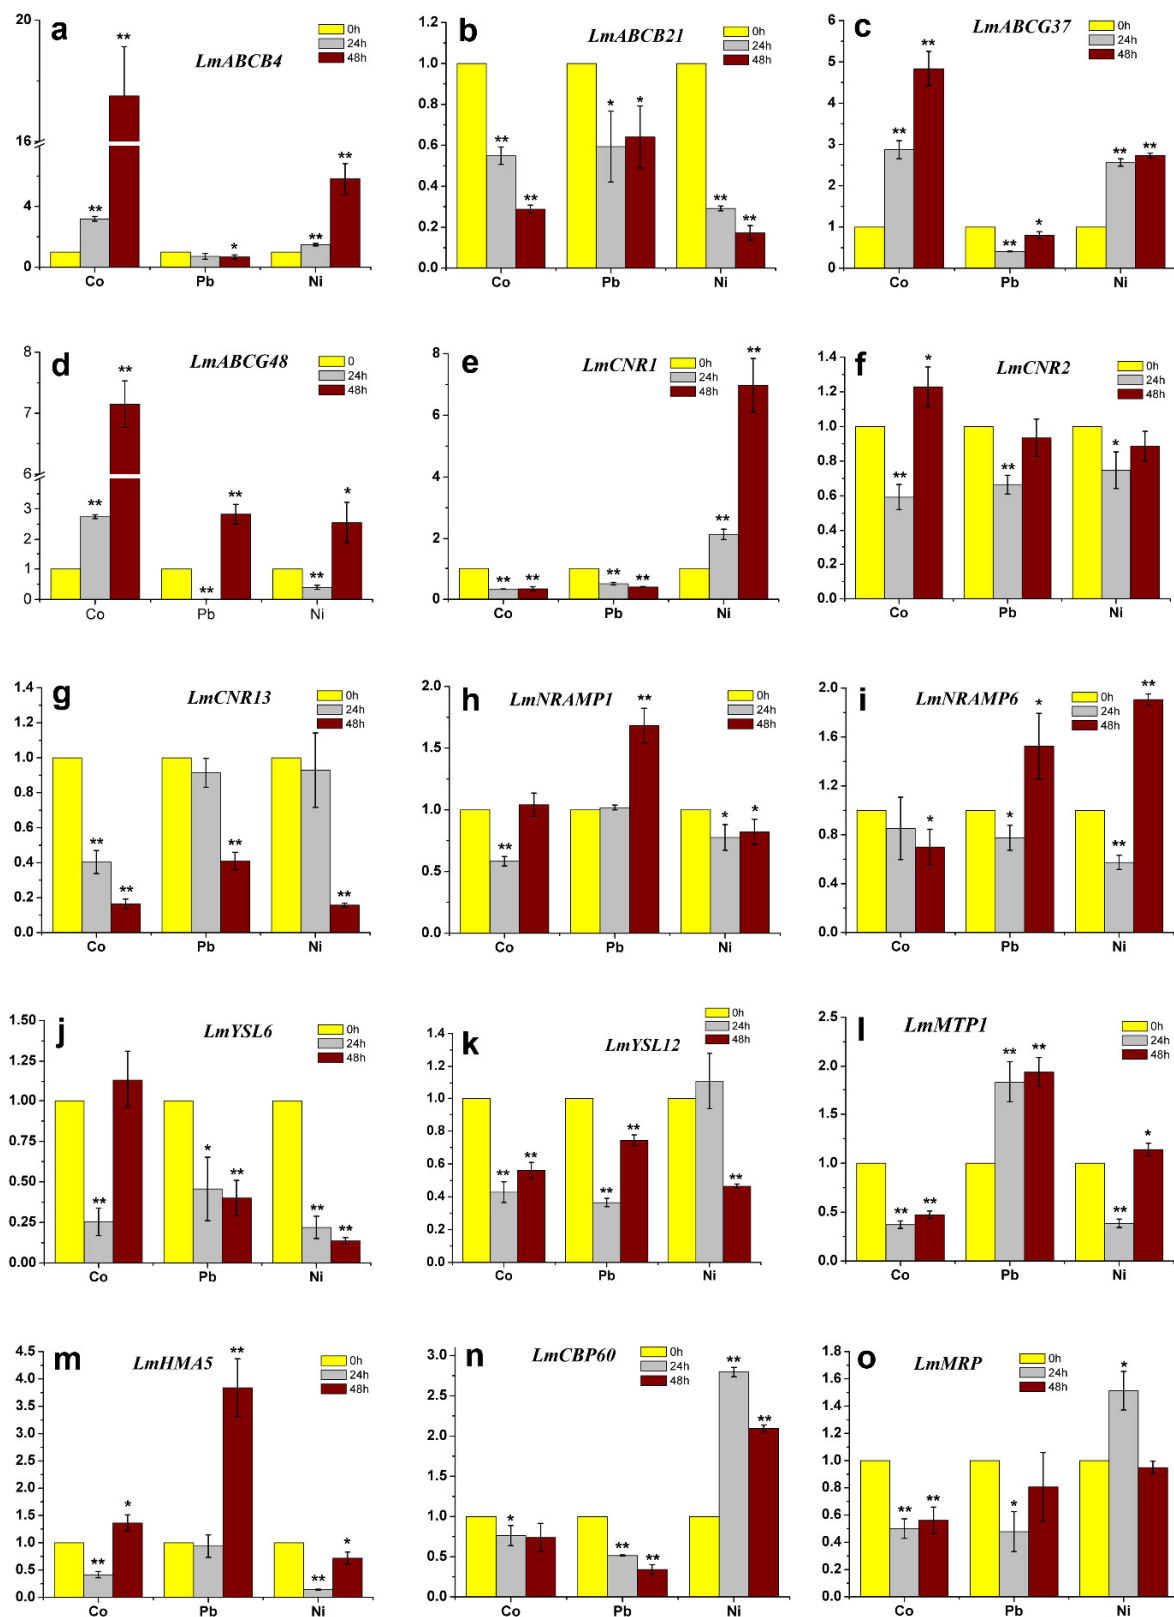 a
LmABCB4
0h
24h
48h
20
16
4
0
** ** * ** **
Co Pb Ni
b
LmABCB21
0h
24h
48h
1.2
1.0
0.8
0.6
0.4
0.2
0.0
** ** * * ** **
Co Pb Ni
c
LmABCG37
0h
24h
48h
6
5
4
3
2
1
0
** ** ** * ** **
Co Pb Ni
d
LmABCG48
0
24h
48h
8
7
6
3
2
1
0
** ** ** ** ** *
Co Pb Ni
e
LmCNR1
0h
24h
48h
8
6
4
2
0
** ** ** ** ** **
Co Pb Ni
f
LmCNR2
0h
24h
48h
1.4
1.2
1.0
0.8
0.6
0.4
0.2
0.0
** * ** *
Co Pb Ni
g
LmCNR13
0h
24h
48h
1.4
1.2
1.0
0.8
0.6
0.4
0.2
0.0
** ** ** **
Co Pb Ni
h
LmNRAMP1
0h
24h
48h
2.0
1.5
1.0
0.5
0.0
** ** * *
Co Pb Ni
i
LmNRAMP6
0h
24h
48h
2.0
1.6
1.2
0.8
0.4
0.0
* * * ** **
Co Pb Ni
j
LmYSL6
0h
24h
48h
1.50
1.25
1.00
0.75
0.50
0.25
0.00
** * ** ** **
Co Pb Ni
k
LmYSL12
0h
24h
48h
1.4
1.2
1.0
0.8
0.6
0.4
0.2
0.0
** ** ** ** **
Co Pb Ni
l
LmMTP1
0h
24h
48h
2.5
2.0
1.5
1.0
0.5
0.0
** ** ** ** ** *
Co Pb Ni
m
LmHMA5
0h
24h
48h
4.5
4.0
3.5
3.0
2.5
2.0
1.5
1.0
0.5
0.0
** * ** ** *
Co Pb Ni
n
LmCBP60
0h
24h
48h
3.0
2.5
2.0
1.5
1.0
0.5
0.0
* ** ** ** **
Co Pb Ni
o
LmMRP
0h
24h
48h
1.8
1.6
1.4
1.2
1.0
0.8
0.6
0.4
0.2
0.0
** ** * *
Co Pb Ni